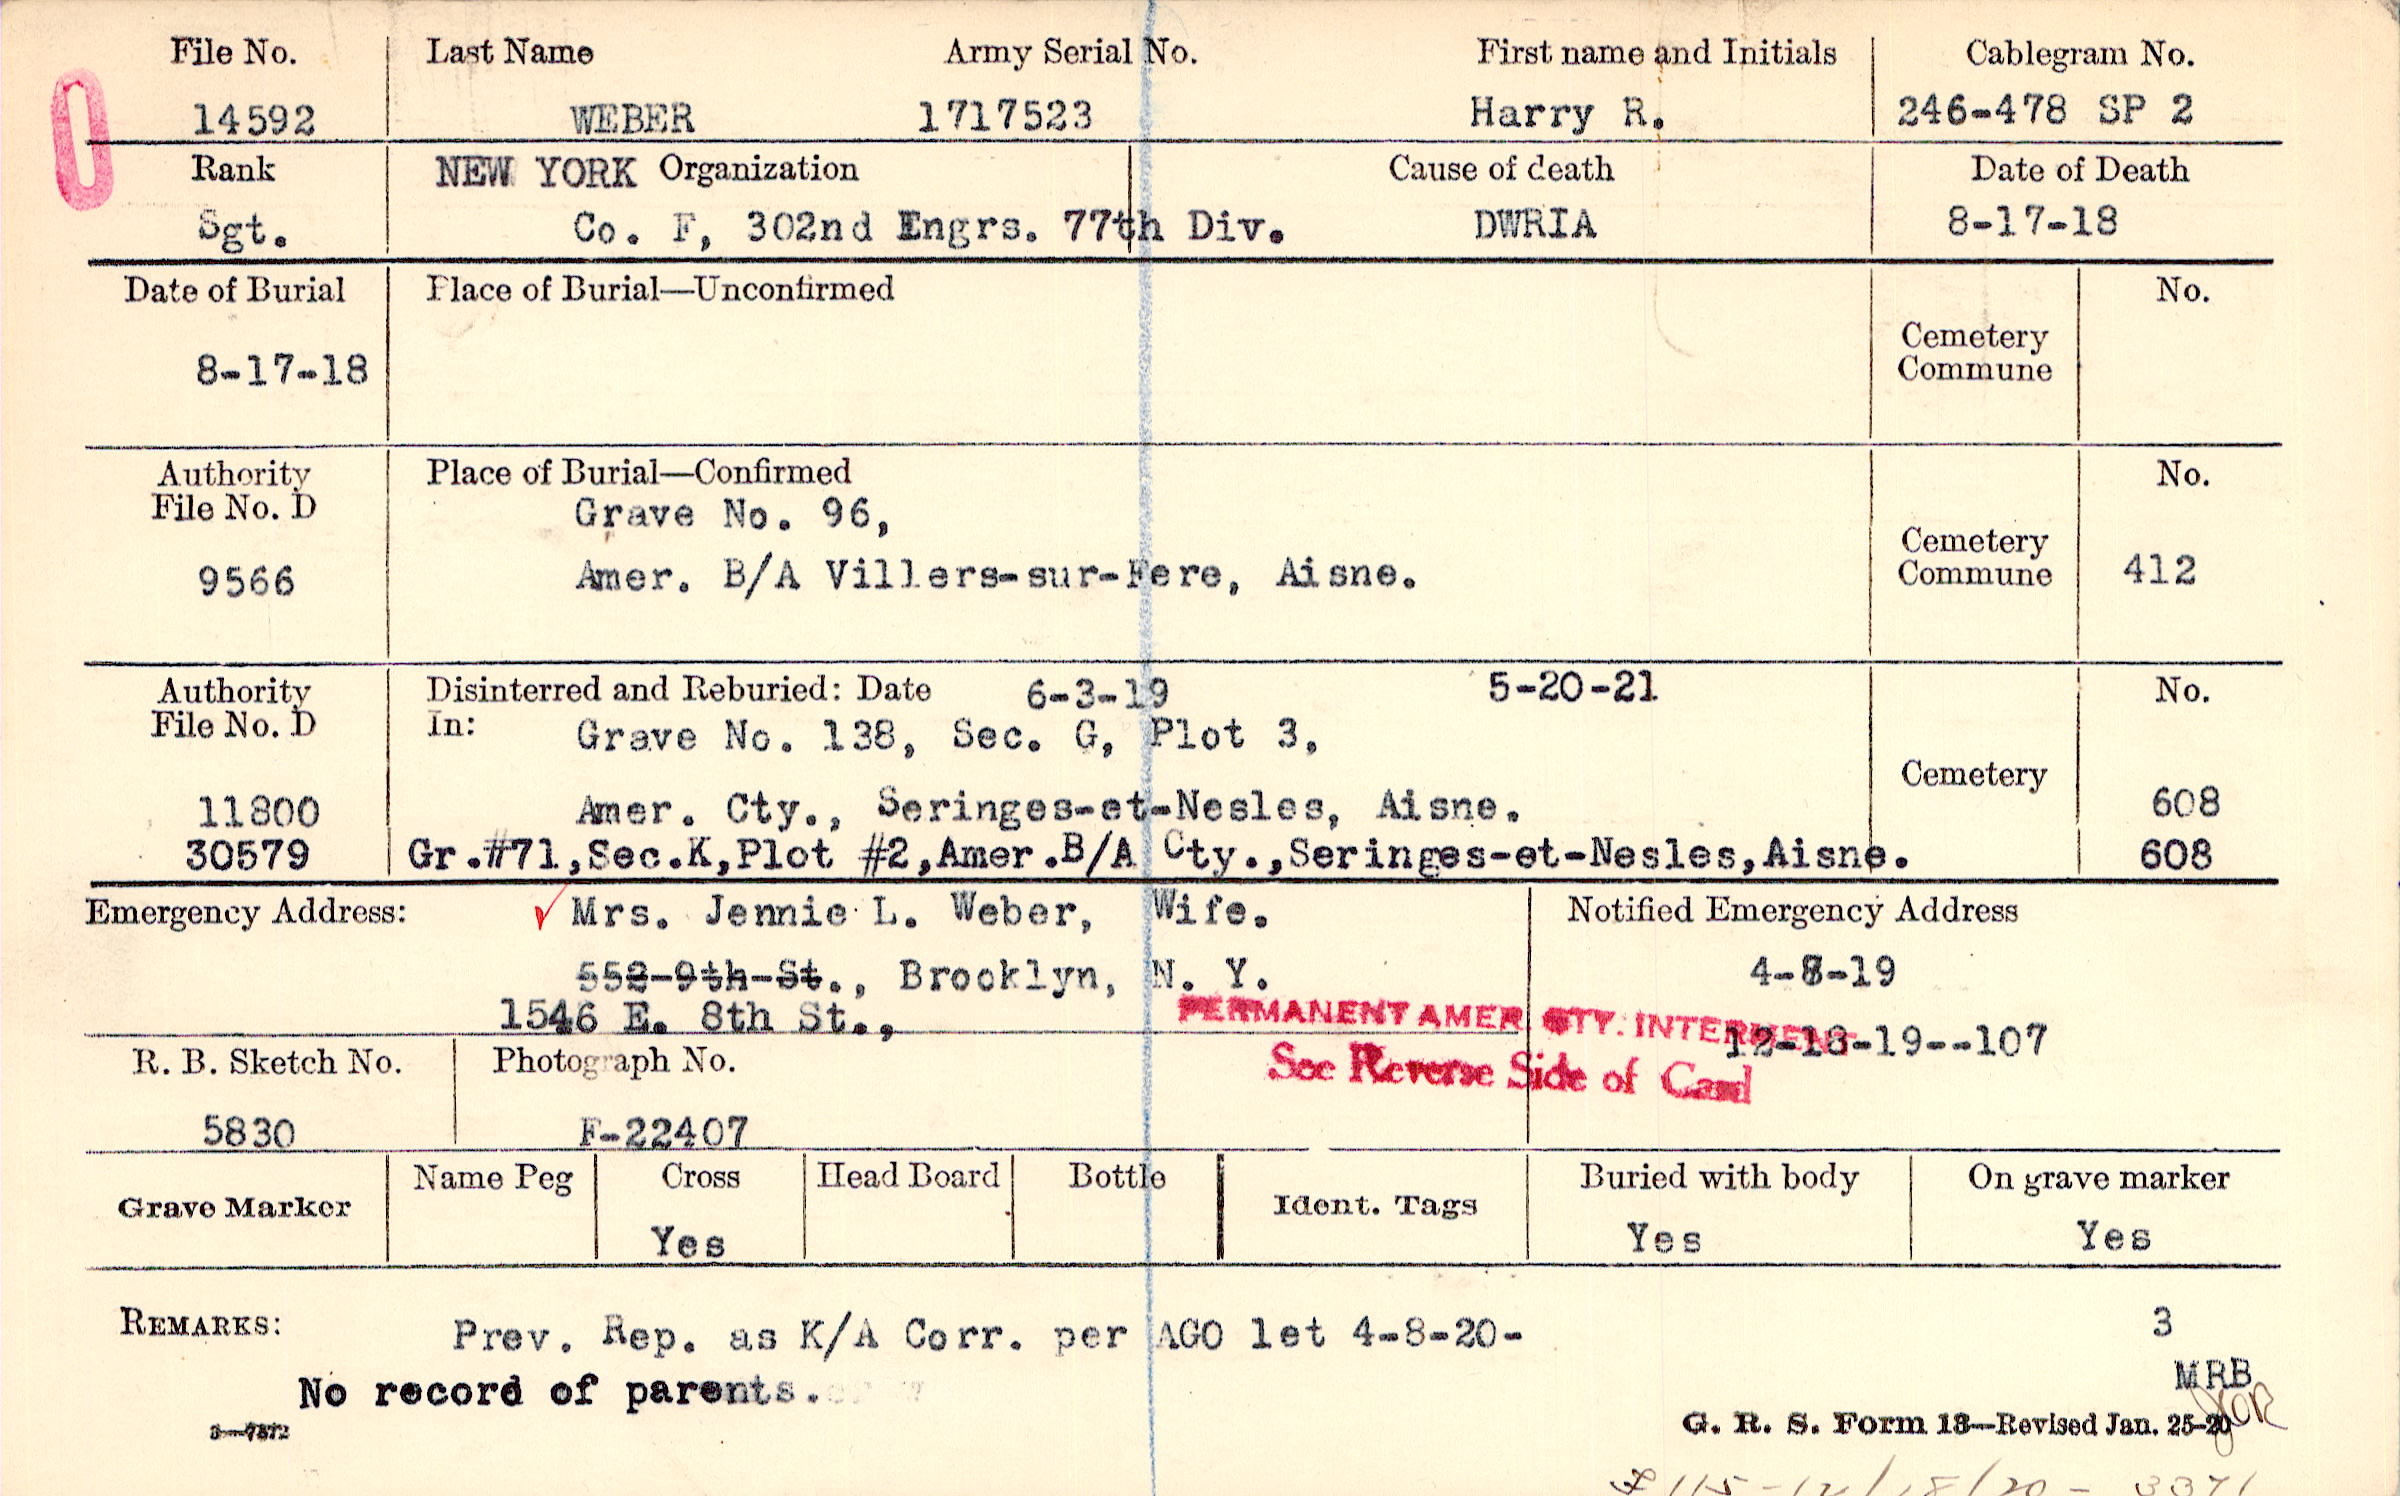 File No. Last Name Army Serial No. First name and Initials Cablegram No.
14592 WEBER 1717523 Harry R. 246-478 SP 2
Rank NEW YORK Organization Cause of death Date of Death
Sgt. Co. F, 302nd Engrs. 77th Div. DWRIA 8-17-18
Date of Burial Place of Burial—Unconfirmed No.
Cemetery
Commune
8-17-18
Authority Place of Burial—Confirmed No.
File No. D Grave No. 96,
Cemetery
9566 Amer. B/A Villers-sur-Fere, Aisne. Commune 412
Authority Disinterred and Reburied: Date 6-3-19 5-20-21 No.
File No. D In: Grave No. 138, Sec. G, Plot 3,
Cemetery
11800 Amer. Cty., Seringes-et-Nesles, Aisne. 608
30579 Gr.#71,Sec.K,Plot #2,Amer.B/A Cty.,Seringes-et-Nesles,Aisne. 608
Emergency Address: Mrs. Jennie L. Weber, Wife. Notified Emergency Address
552-9th-St., Brooklyn, N. Y. 4-8-19
1546 E. 8th St.,
PERMANENT AMER. CTY. INTERMENT
12-18-19--107
See Reverse Side of Card
R. B. Sketch No. Photograph No.
5830 F-22407
Grave Marker Name Peg Cross Head Board Bottle Ident. Tags Buried with body On grave marker
Yes Yes Yes
REMARKS: Prev. Rep. as K/A Corr. per AGO let 4-8-20- 3
No record of parents. MRB
3—7572 G. R. S. Form 13—Revised Jan. 25-20